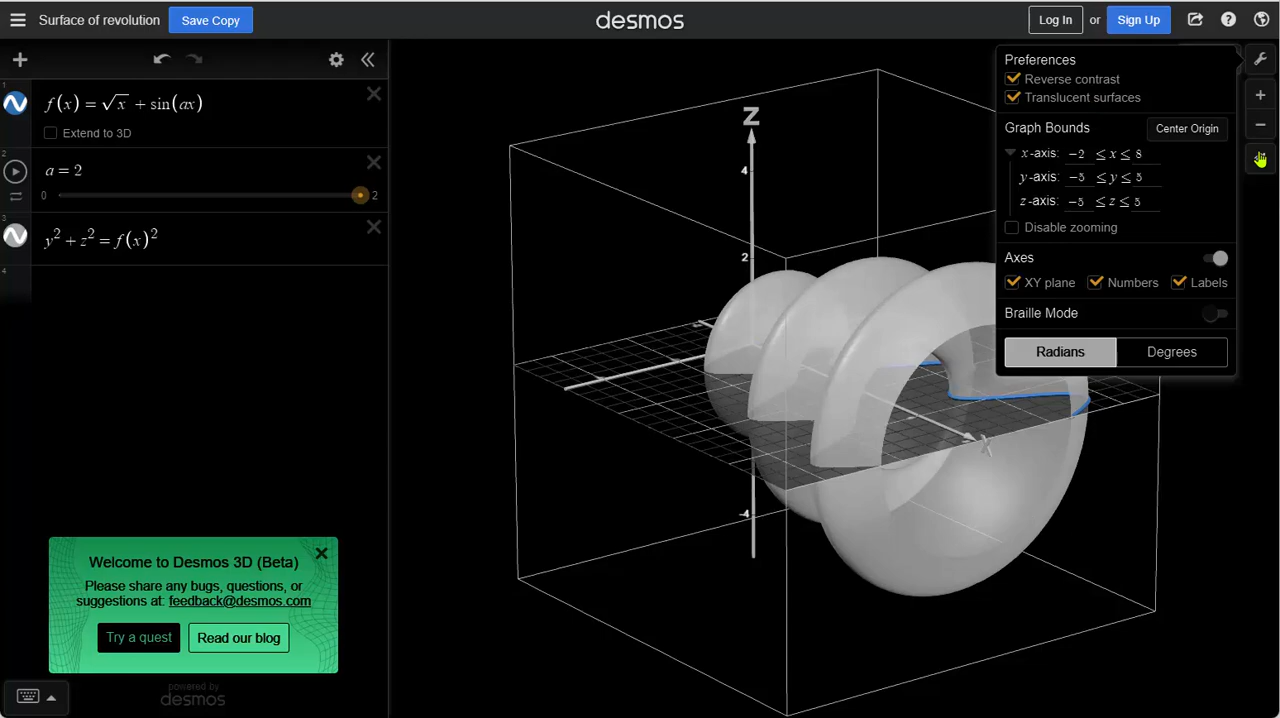 Surface of revolution
Save Copy
desmos
Log In or Sign Up
1
f(x) = √x + sin(ax)
Extend to 3D
2
a = 2
0
2
3
y² + z² = f(x)²
4
Welcome to Desmos 3D (Beta)
Please share any bugs, questions, or
suggestions at: feedback@desmos.com
Try a quest
Read our blog
powered by
desmos
Z
4
2
-4
X
Preferences
Reverse contrast
Translucent surfaces
Graph Bounds
Center Origin
x-axis: −2 ≤ x ≤ 8
y-axis: −5 ≤ y ≤ 5
z-axis: −5 ≤ z ≤ 5
Disable zooming
Axes
XY plane
Numbers
Labels
Braille Mode
Radians
Degrees